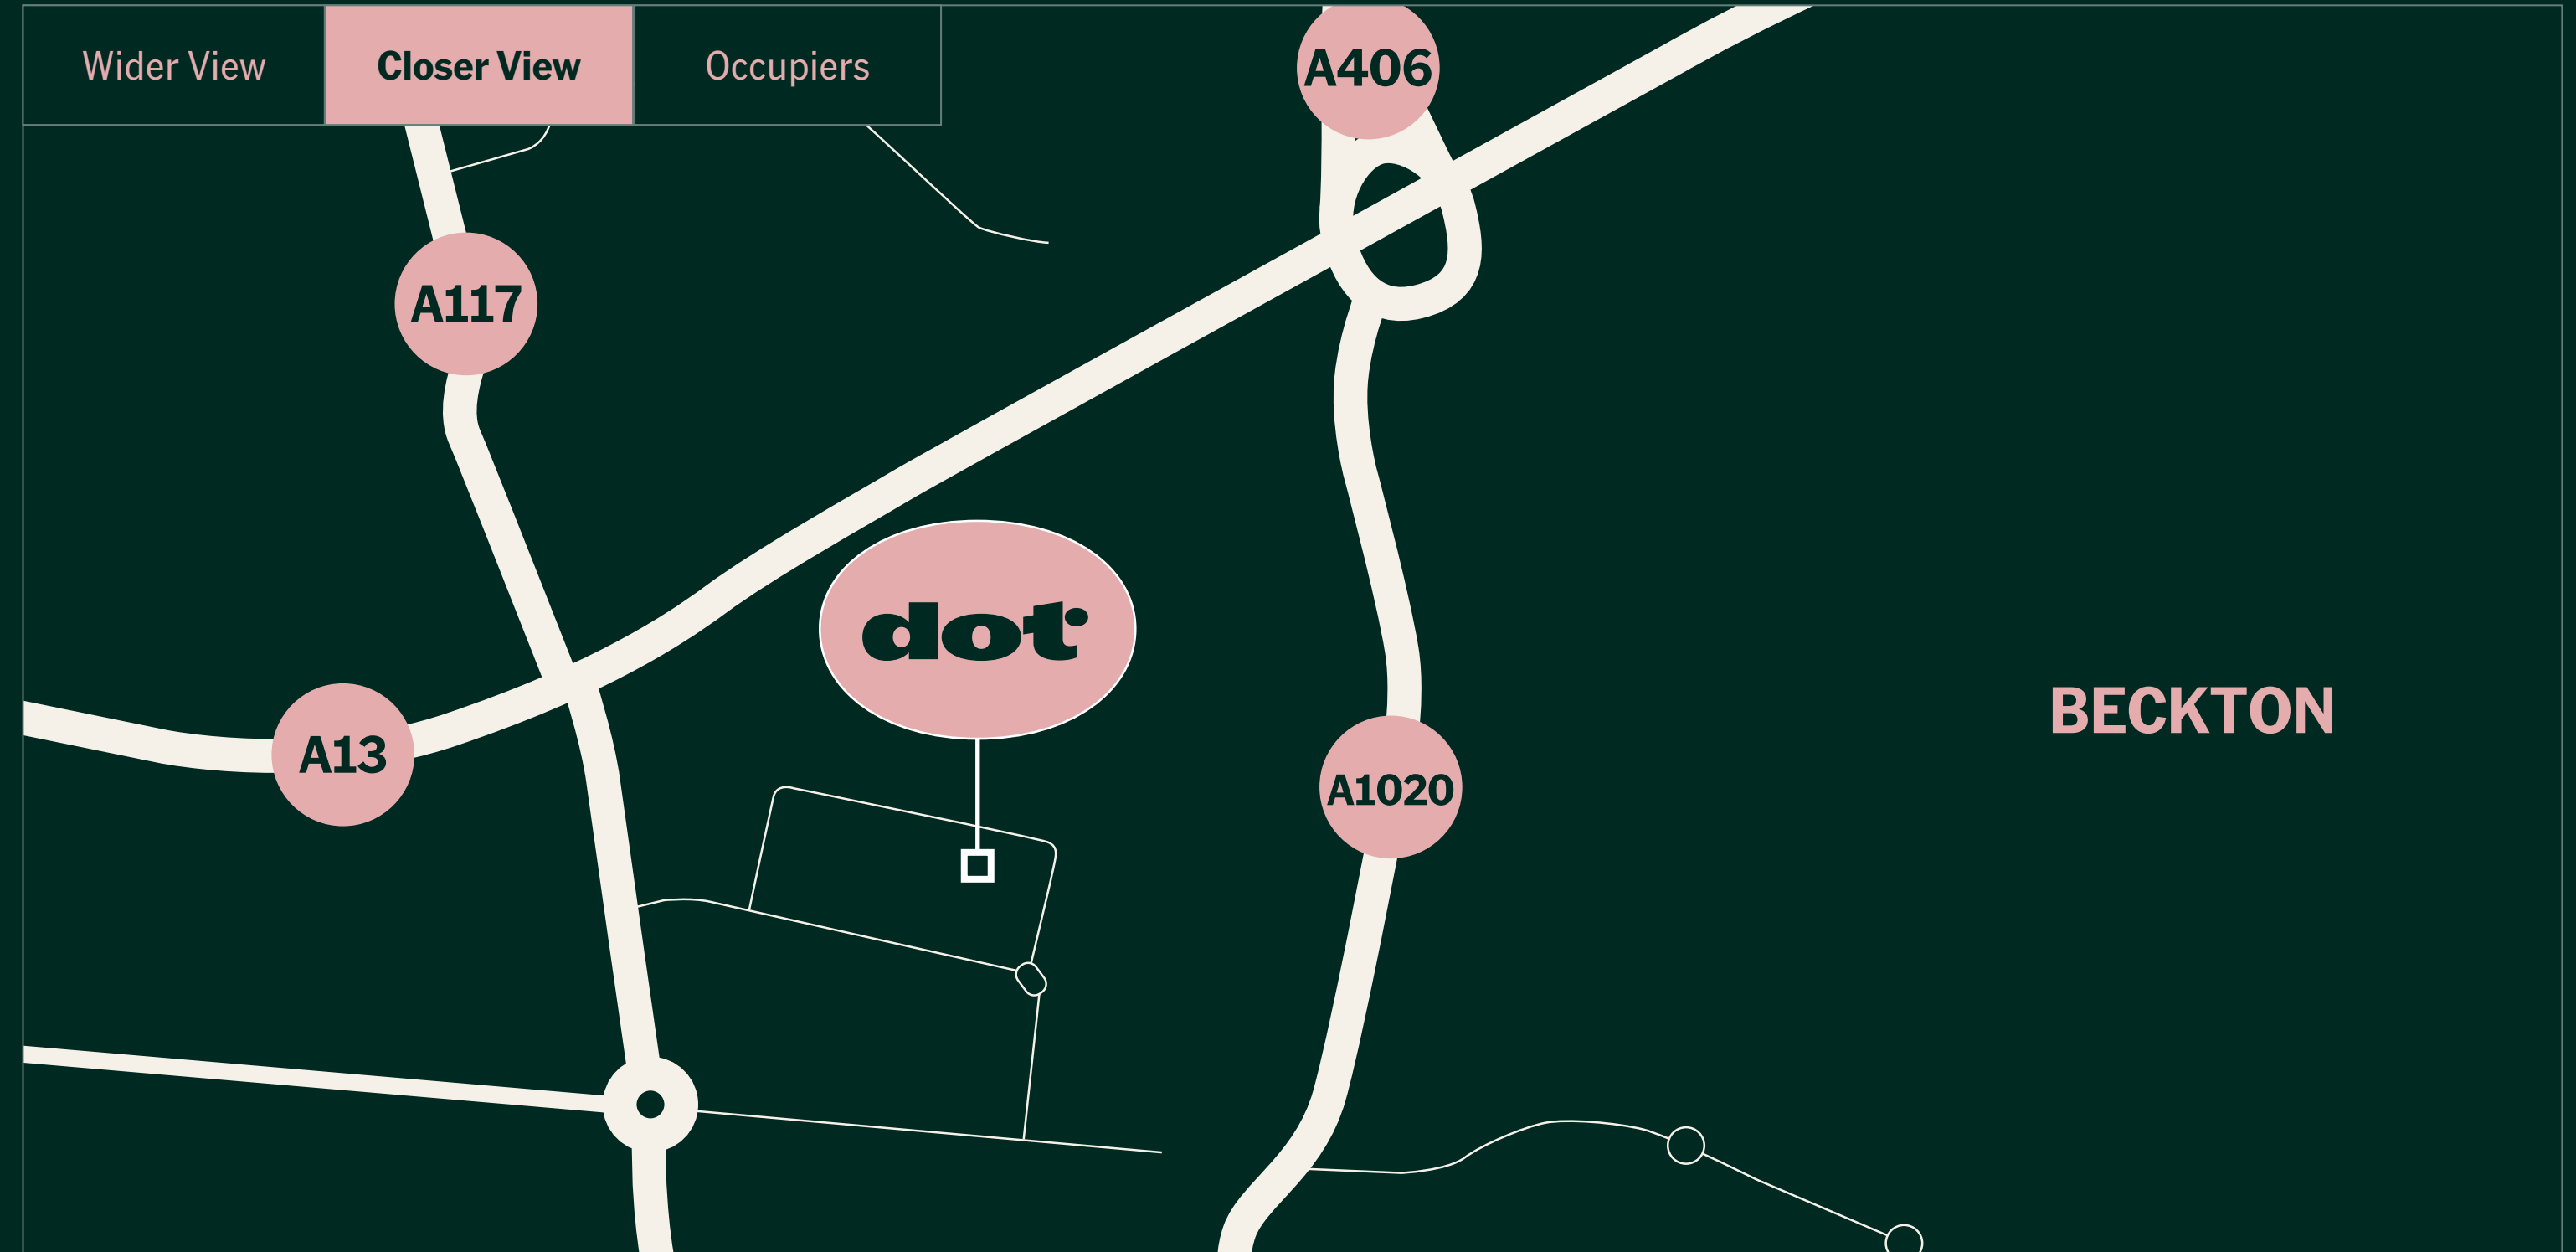 Wider View
Closer View
Occupiers
A406
A117
dot
BECKTON
A13
A1020